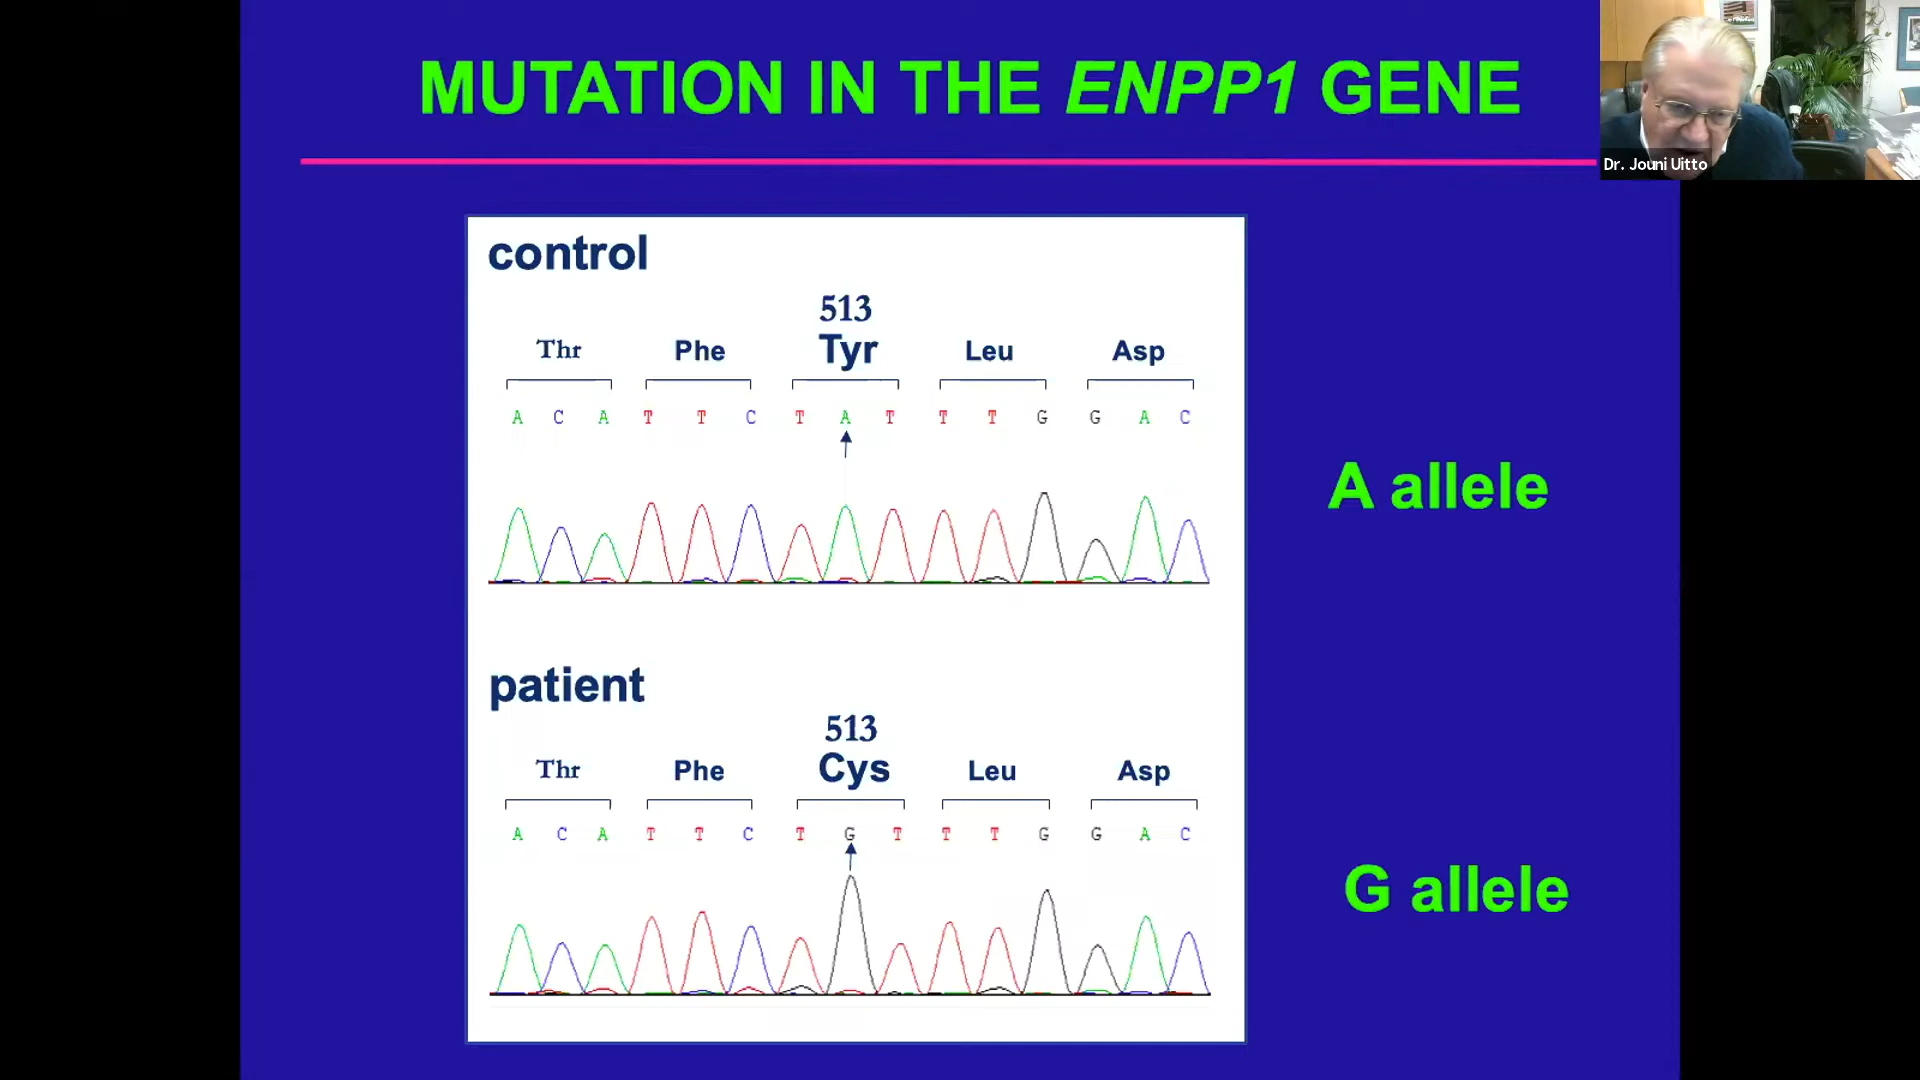 MUTATION IN THE ENPP1 GENE
Dr. Jouni Uitto
control
513
Thr Phe Tyr Leu Asp
A C A T T C T A T T T G G A C
A allele
patient
513
Thr Phe Cys Leu Asp
A C A T T C T G T T T G G A C
G allele